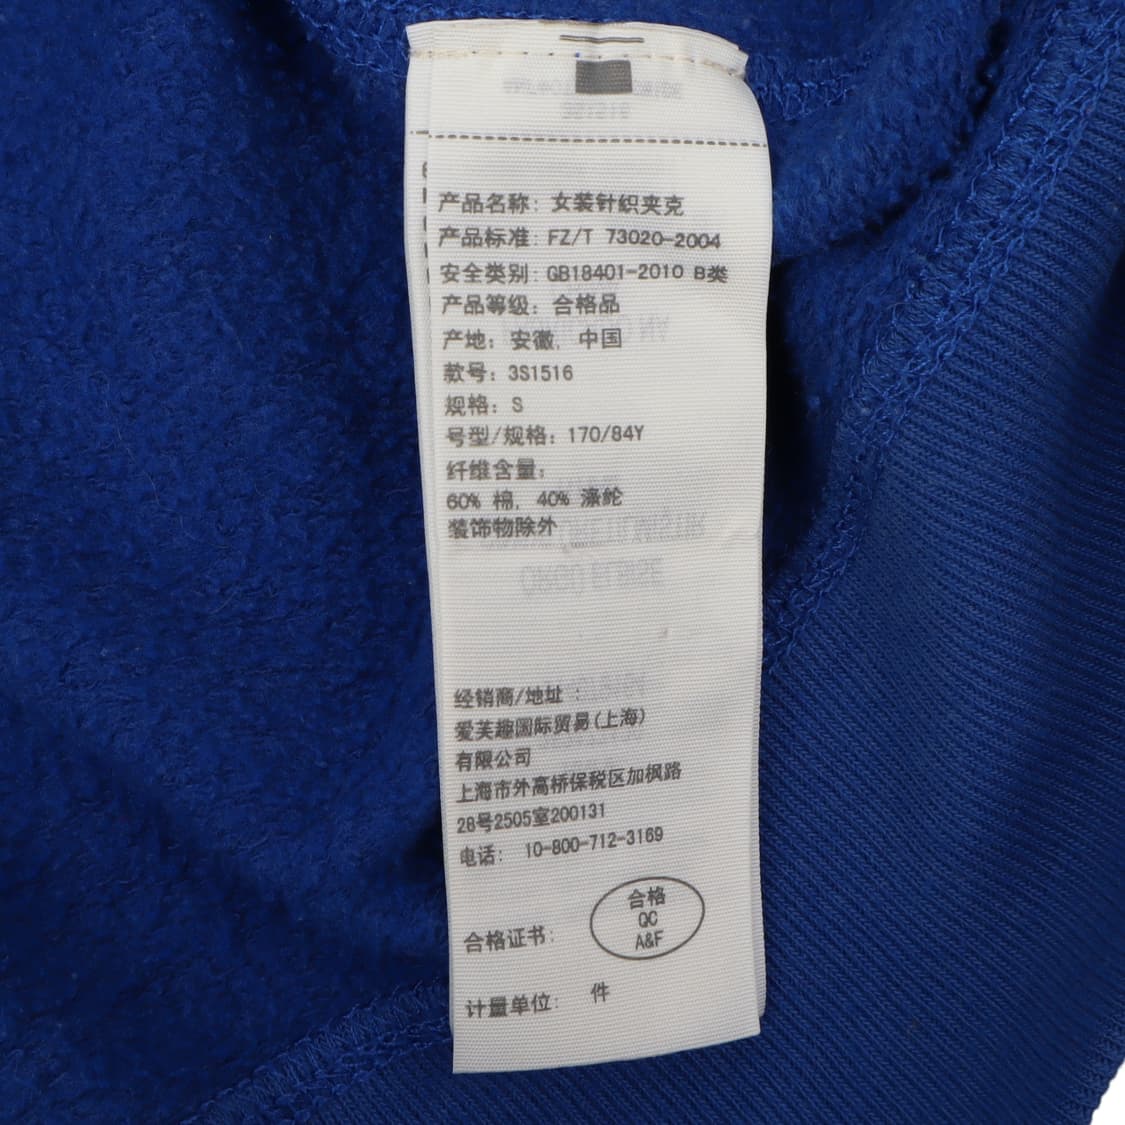 产品名称: 女装针织夹克
产品标准: FZ/T 73020-2004
安全类别: GB18401-2010 B类
产品等级: 合格品
产地: 安徽, 中国
款号: 3S1516
规格: S
号型/规格: 170/84Y
纤维含量:
60% 棉, 40% 涤纶
装饰物除外
经销商/地址 :
爱芙趣国际贸易(上海)
有限公司
上海市外高桥保税区加枫路
28号2505室200131
电话: 10-800-712-3169
合格
QC
A&F
合格证书:
计量单位: 件